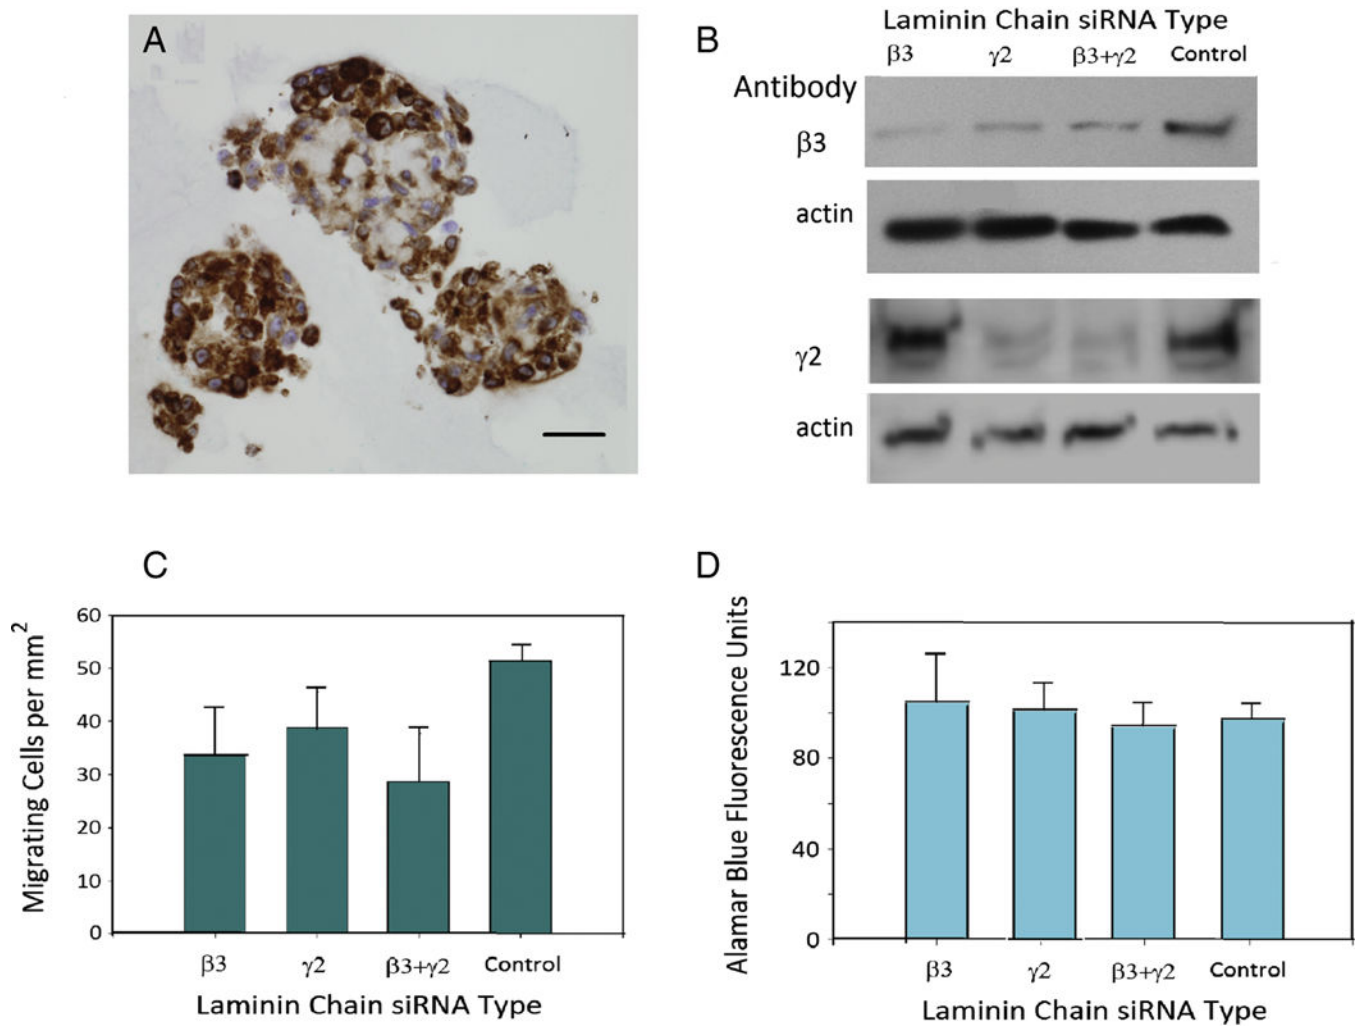 A
B
Laminin Chain siRNA Type
β3 γ2 β3+γ2 Control
Antibody
β3
actin
γ2
actin
C
Migrating Cells per mm²
60
50
40
30
20
10
0
β3 γ2 β3+γ2 Control
Laminin Chain siRNA Type
D
Alamar Blue Fluorescence Units
120
80
40
0
β3 γ2 β3+γ2 Control
Laminin Chain siRNA Type